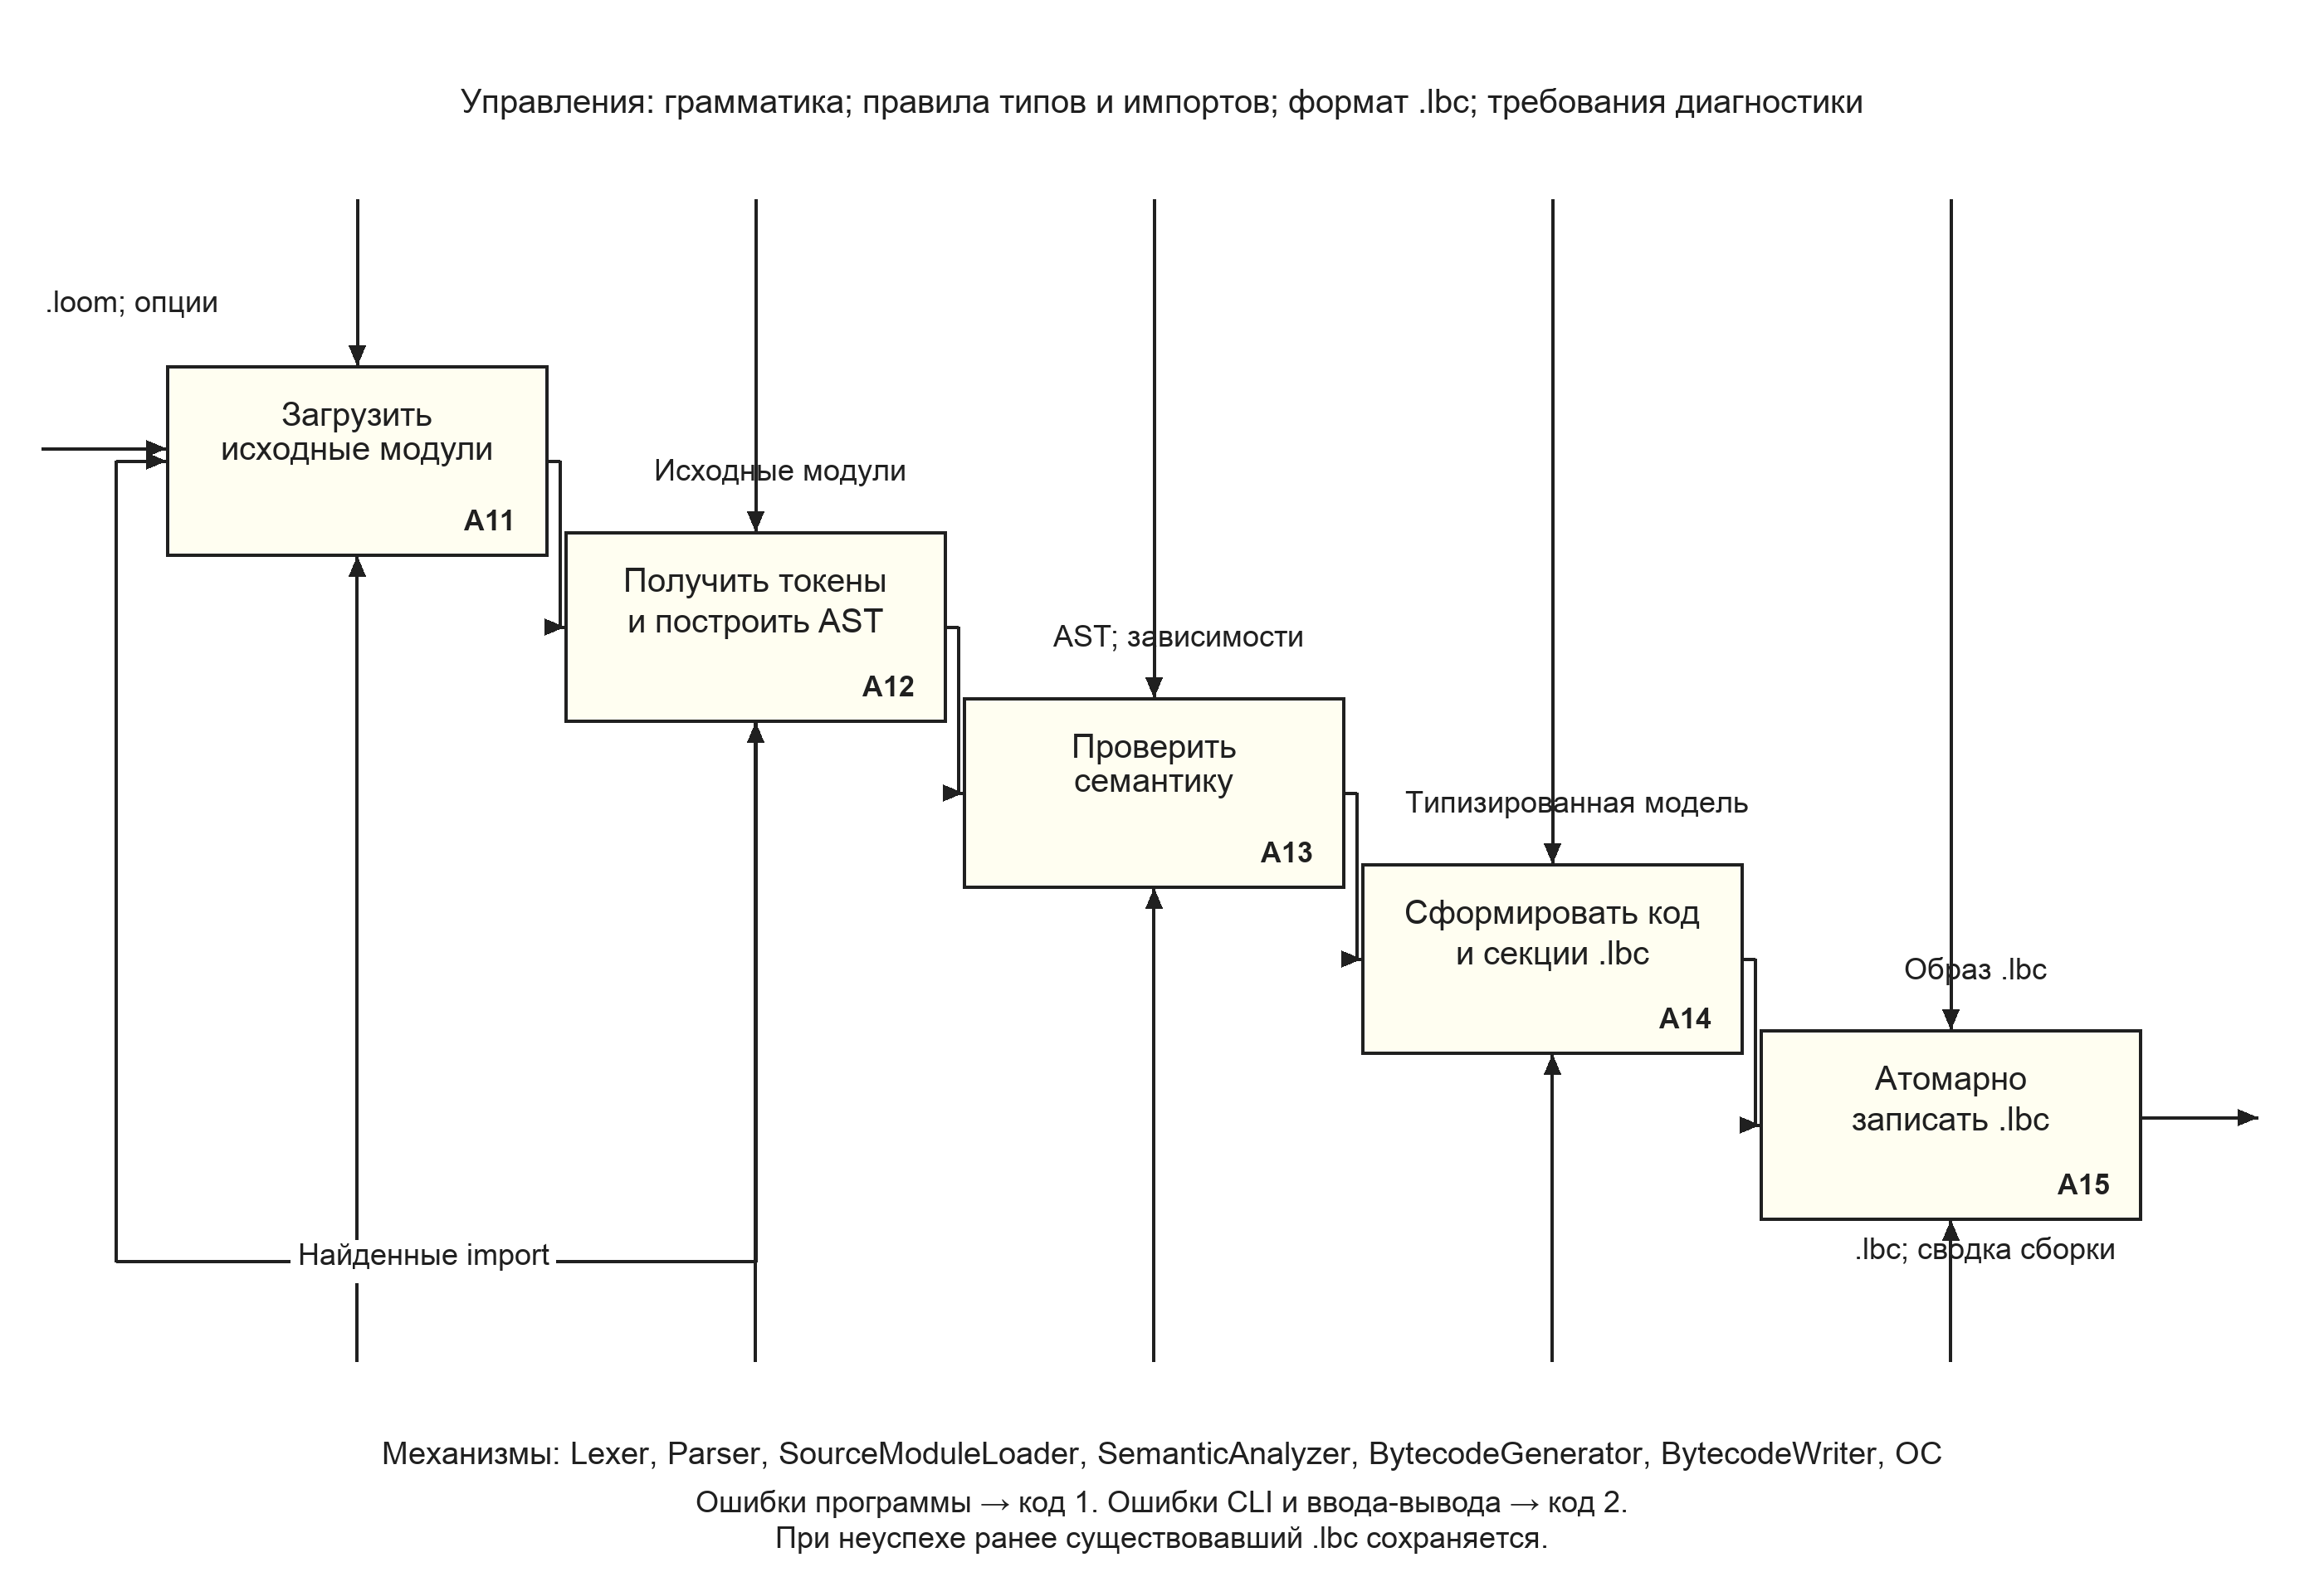 Управления: грамматика; правила типов и импортов; формат .lbc; требования диагностики
.loom; опции
Загрузить
исходные модули
A11
Исходные модули
Получить токены
и построить AST
A12
AST; зависимости
Проверить
семантику
A13
Типизированная модель
Сформировать код
и секции .lbc
A14
Образ .lbc
Атомарно
записать .lbc
A15
.lbc; сводка сборки
Найденные import
Механизмы: Lexer, Parser, SourceModuleLoader, SemanticAnalyzer, BytecodeGenerator, BytecodeWriter, ОС
Ошибки программы → код 1. Ошибки CLI и ввода-вывода → код 2.
При неуспехе ранее существовавший .lbc сохраняется.